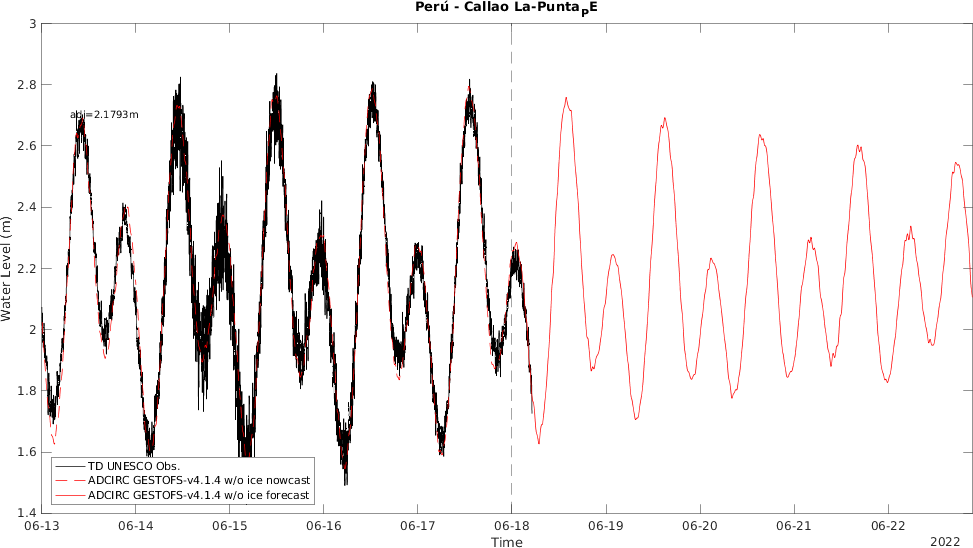 Perú - Callao La-Punta_PE
3
2.8
adj=2.1793m
2.6
2.4
2.2
Water Level (m)
2
1.8
1.6
TD UNESCO Obs.
ADCIRC GESTOFS-v4.1.4 w/o ice nowcast
ADCIRC GESTOFS-v4.1.4 w/o ice forecast
1.4
06-13 06-14 06-15 06-16 06-17 06-18 06-19 06-20 06-21 06-22
Time
2022